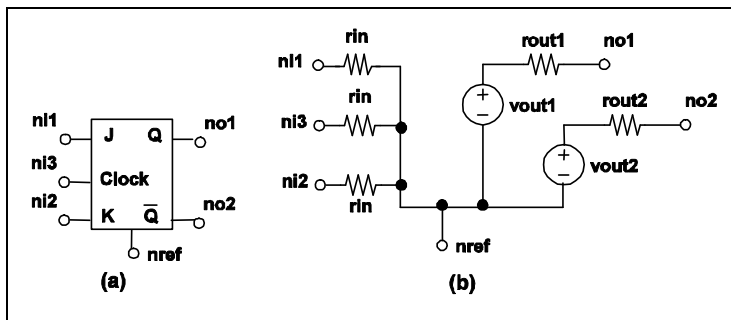 ni1
J
Q
no1
ni3
Clock
ni2
K
Q̅
no2
nref
(a)
ni1
rin
ni3
rin
ni2
rin
rout1
no1
vout1
+
−
rout2
no2
vout2
+
−
nref
(b)